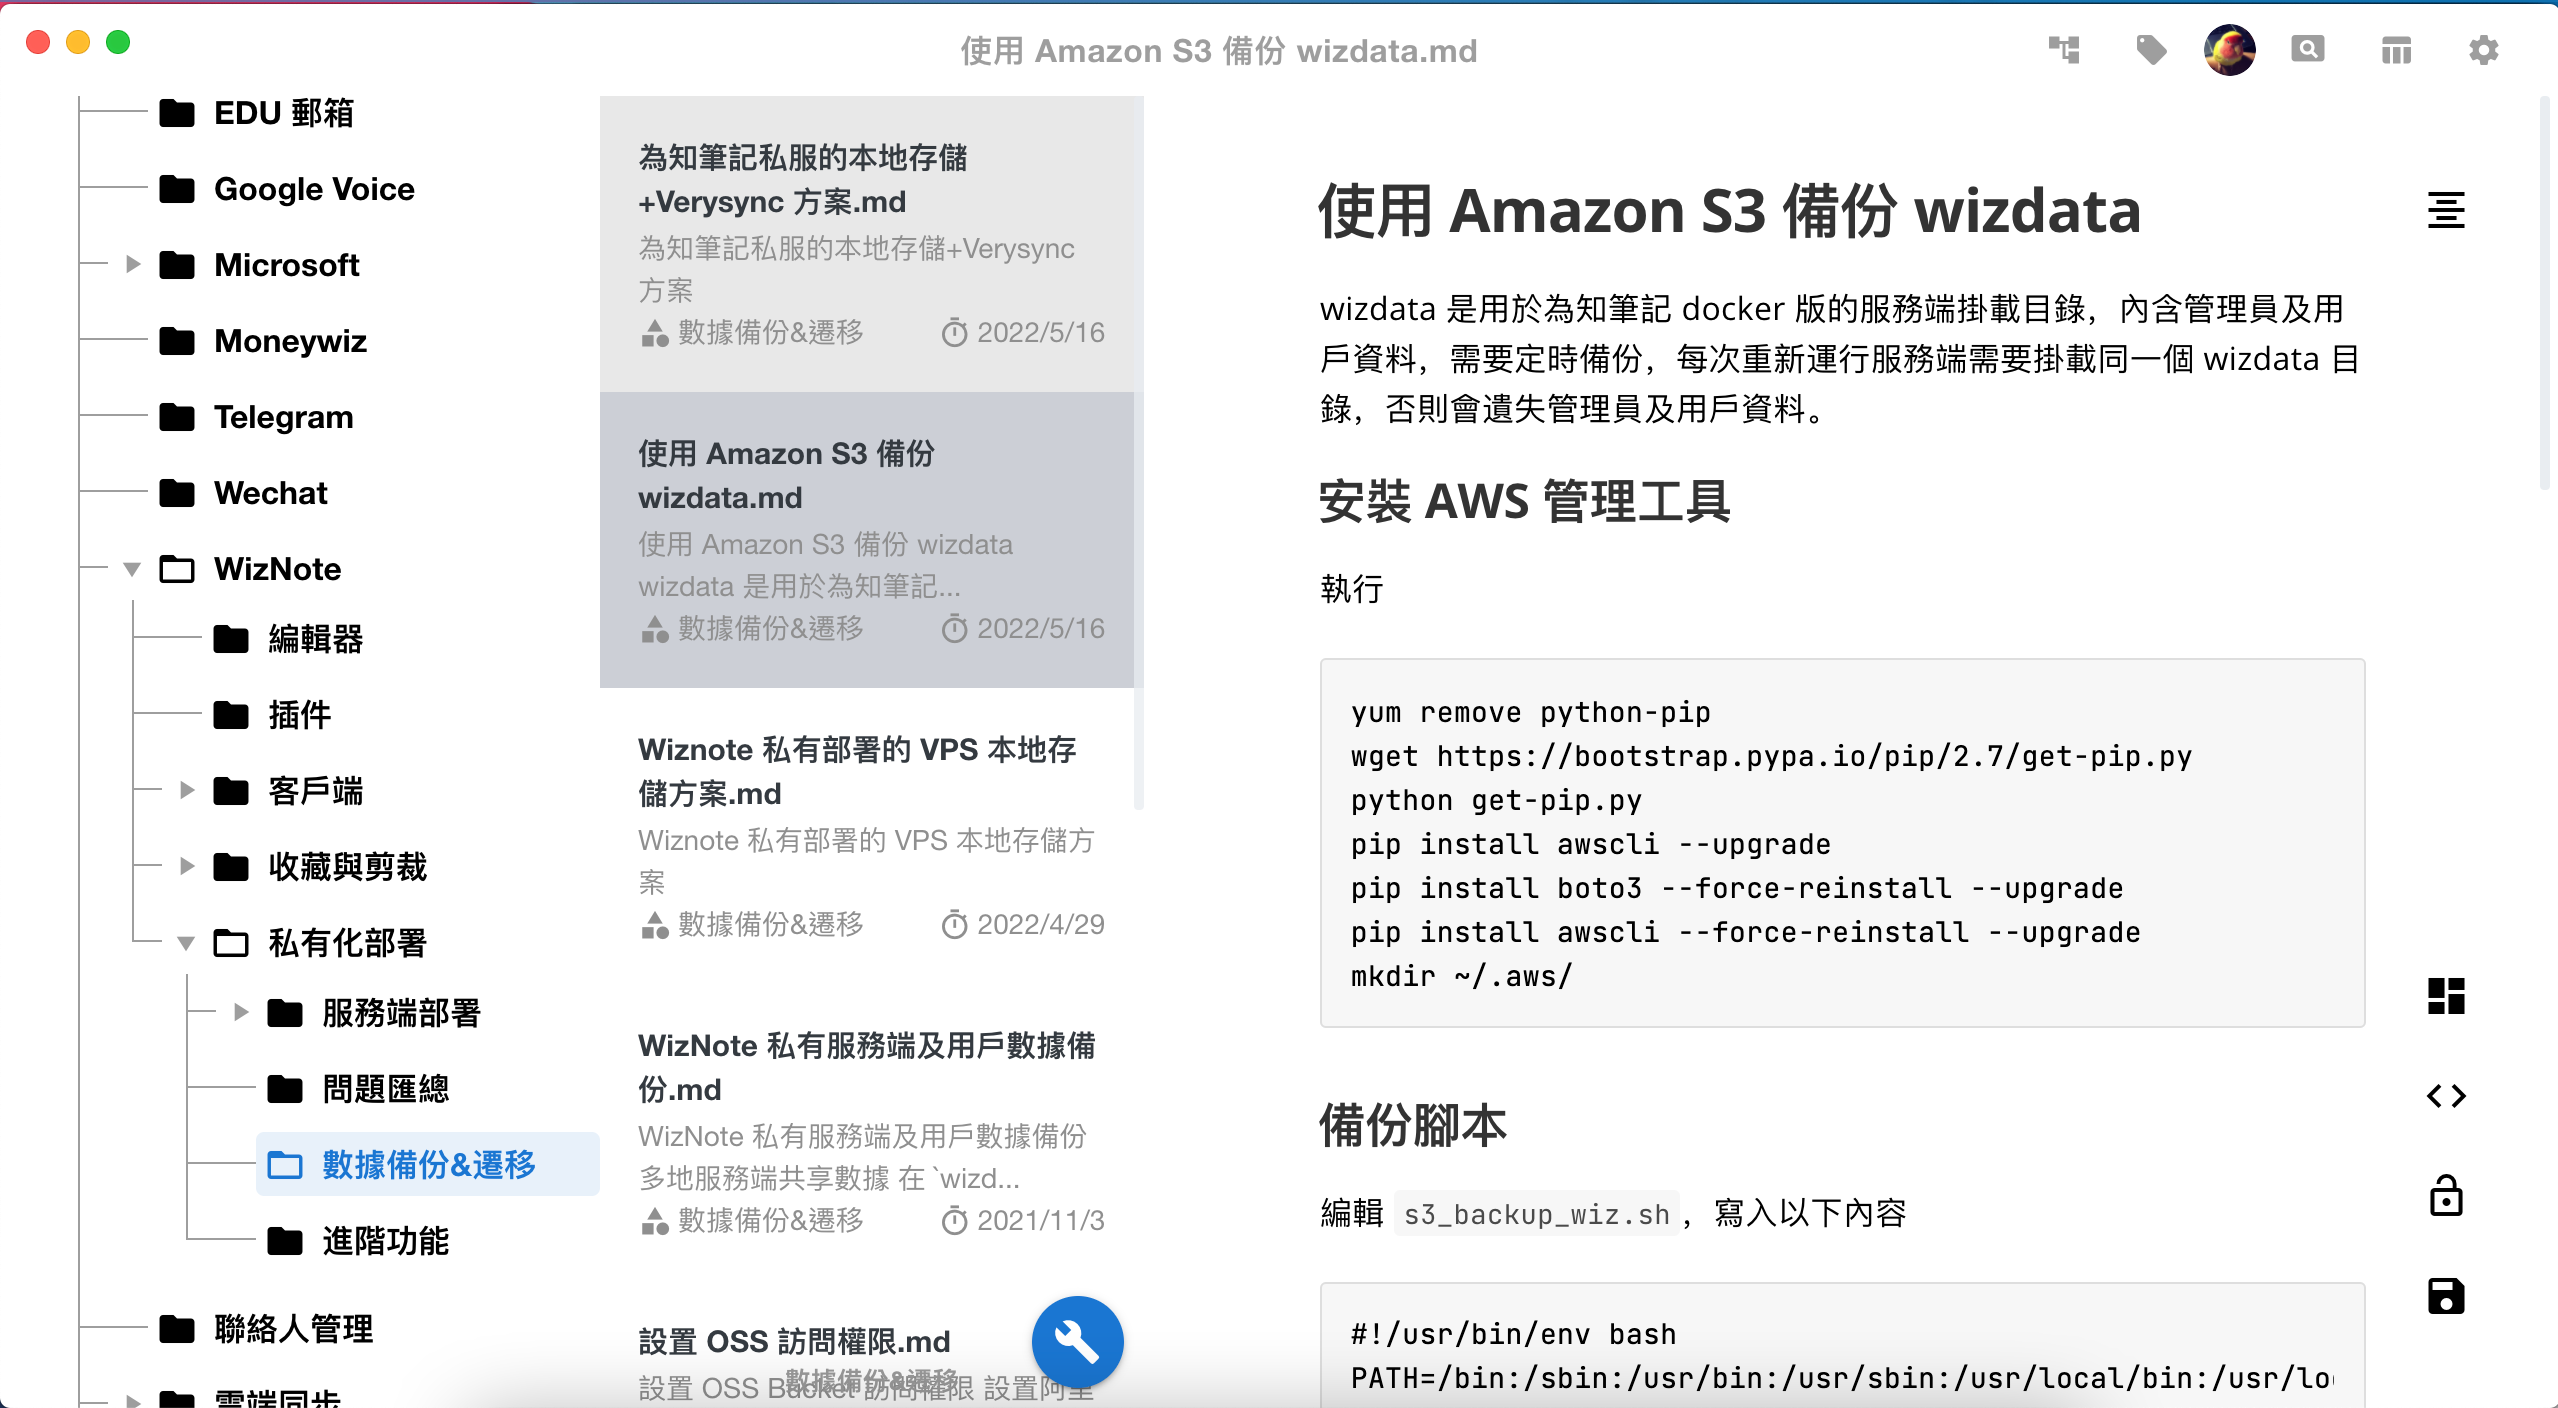 使用 Amazon S3 備份 wizdata.md
EDU 郵箱
Google Voice
Microsoft
Moneywiz
Telegram
Wechat
WizNote
編輯器
插件
客戶端
收藏與剪裁
私有化部署
服務端部署
問題匯總
數據備份&遷移
進階功能
聯絡人管理
雲端同步
為知筆記私服的本地存儲
+Verysync 方案.md
為知筆記私服的本地存儲+Verysync
方案
數據備份&遷移 2022/5/16
使用 Amazon S3 備份
wizdata.md
使用 Amazon S3 備份 wizdata
wizdata 是用於為知筆記...
數據備份&遷移 2022/5/16
Wiznote 私有部署的 VPS 本地存
儲方案.md
Wiznote 私有部署的 VPS 本地存儲方
案
數據備份&遷移 2022/4/29
WizNote 私有服務端及用戶數據備
份.md
WizNote 私有服務端及用戶數據備份
多地服務端共享數據 在 `wizd...
數據備份&遷移 2021/11/3
設置 OSS 訪問權限.md
數據備份&遷移
設置 OSS Bucket 訪問權限 設置阿里
使用 Amazon S3 備份 wizdata
wizdata 是用於為知筆記 docker 版的服務端掛載目錄，內含管理員及用
戶資料，需要定時備份，每次重新運行服務端需要掛載同一個 wizdata 目
錄，否則會遺失管理員及用戶資料。
安裝 AWS 管理工具
執行
yum remove python-pip
wget https://bootstrap.pypa.io/pip/2.7/get-pip.py
python get-pip.py
pip install awscli --upgrade
pip install boto3 --force-reinstall --upgrade
pip install awscli --force-reinstall --upgrade
mkdir ~/.aws/
備份腳本
編輯 s3_backup_wiz.sh，寫入以下內容
#!/usr/bin/env bash
PATH=/bin:/sbin:/usr/bin:/usr/sbin:/usr/local/bin:/usr/lo